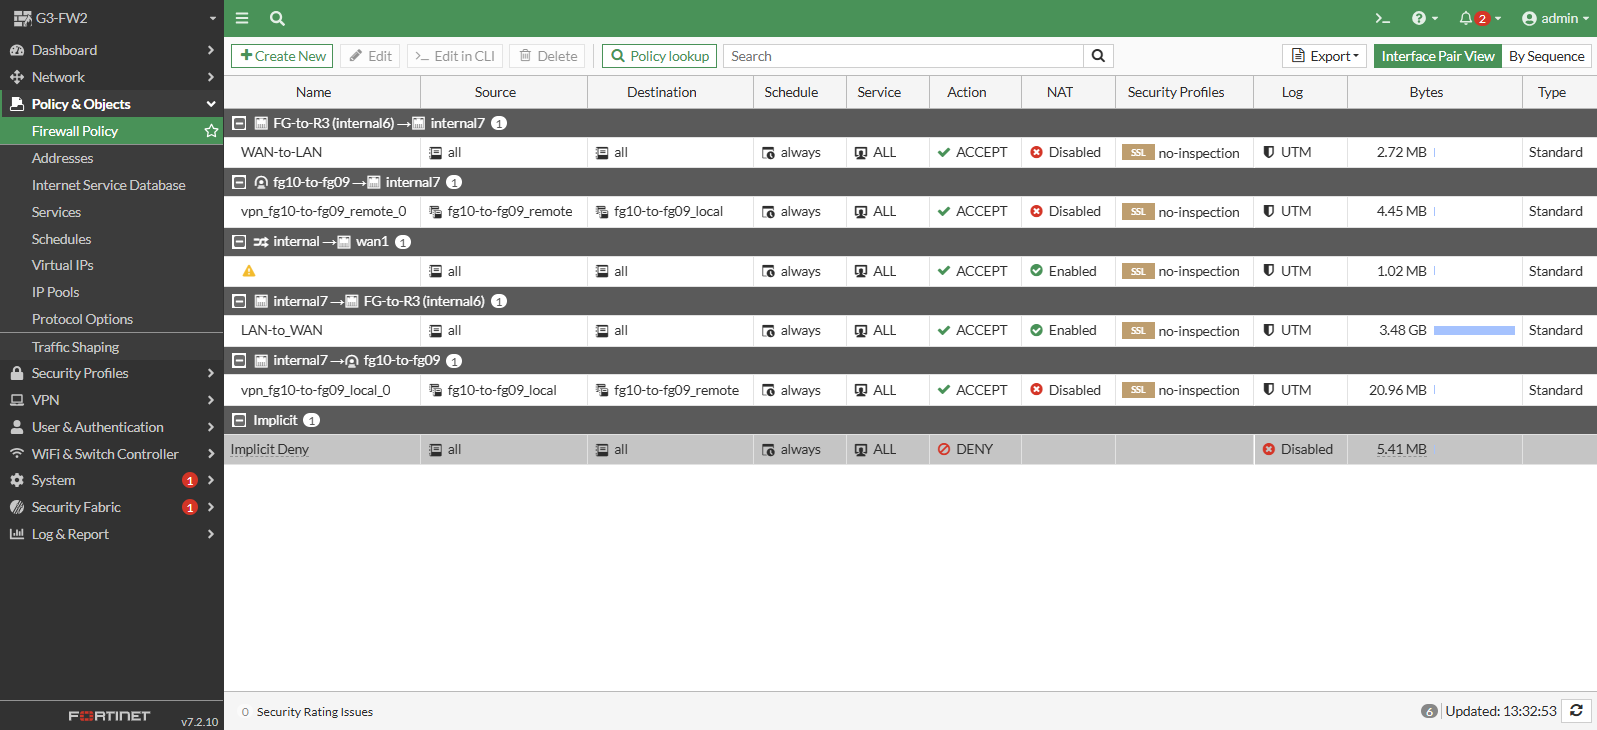 G3-FW2
2
admin
Dashboard
Network
Policy & Objects
Firewall Policy
Addresses
Internet Service Database
Services
Schedules
Virtual IPs
IP Pools
Protocol Options
Traffic Shaping
Security Profiles
VPN
User & Authentication
WiFi & Switch Controller
System 1
Security Fabric 1
Log & Report
FORTINET v7.2.10
+Create New Edit >_ Edit in CLI Delete Policy lookup Search Export Interface Pair View By Sequence
Name Source Destination Schedule Service Action NAT Security Profiles Log Bytes Type
FG-to-R3 (internal6) → internal7 1
WAN-to-LAN all all always ALL ACCEPT Disabled SSL no-inspection UTM 2.72 MB Standard
fg10-to-fg09 → internal7 1
vpn_fg10-to-fg09_remote_0 fg10-to-fg09_remote fg10-to-fg09_local always ALL ACCEPT Disabled SSL no-inspection UTM 4.45 MB Standard
internal → wan1 1
all all always ALL ACCEPT Enabled SSL no-inspection UTM 1.02 MB Standard
internal7 → FG-to-R3 (internal6) 1
LAN-to_WAN all all always ALL ACCEPT Enabled SSL no-inspection UTM 3.48 GB Standard
internal7 → fg10-to-fg09 1
vpn_fg10-to-fg09_local_0 fg10-to-fg09_local fg10-to-fg09_remote always ALL ACCEPT Disabled SSL no-inspection UTM 20.96 MB Standard
Implicit 1
Implicit Deny all all always ALL DENY Disabled 5.41 MB
0 Security Rating Issues 6 Updated: 13:32:53